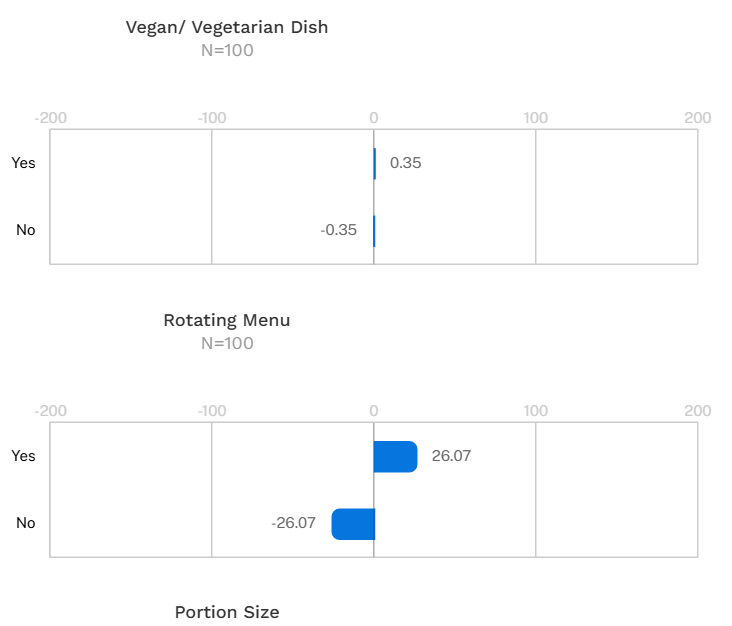 Vegan/ Vegetarian Dish
N=100
-200 -100 0 100 200
Yes 0.35
No -0.35
Rotating Menu
N=100
-200 -100 0 100 200
Yes 26.07
No -26.07
Portion Size